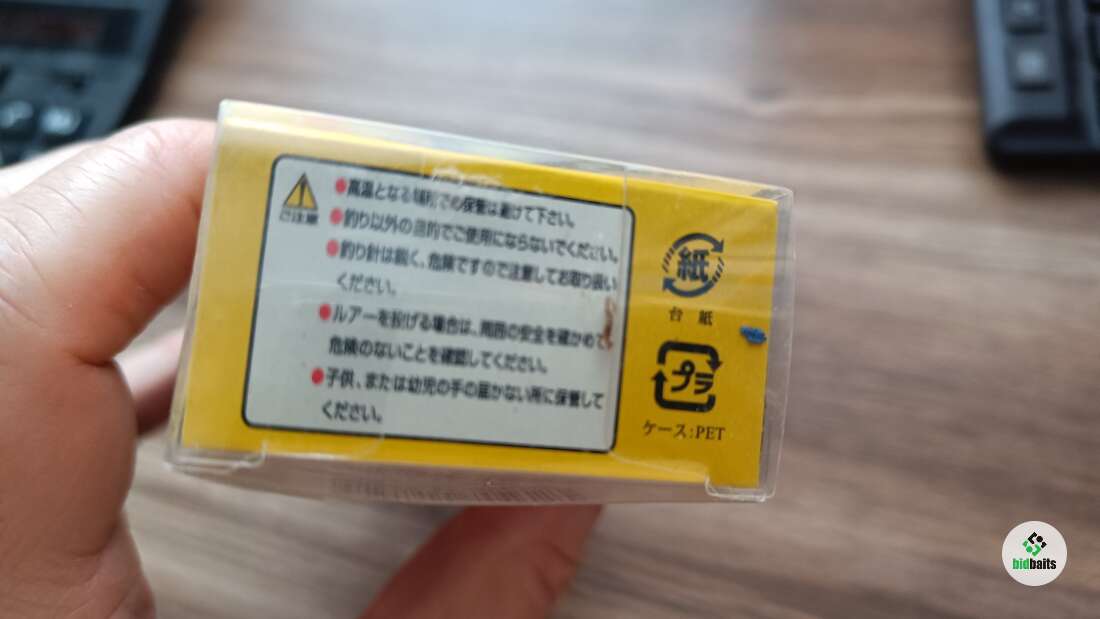 ご注意
●高温となる場所での保管は避けて下さい。
●釣り以外の目的でご使用にならないでください。
●釣り針は鋭く、危険ですので注意してお取り扱い
ください。
●ルアーを投げる場合は、周囲の安全を確かめて、
危険のないことを確認してください。
●子供、または幼児の手の届かない所に保管して
ください。
紙
台紙
プラ
ケース:PET
bidbaits